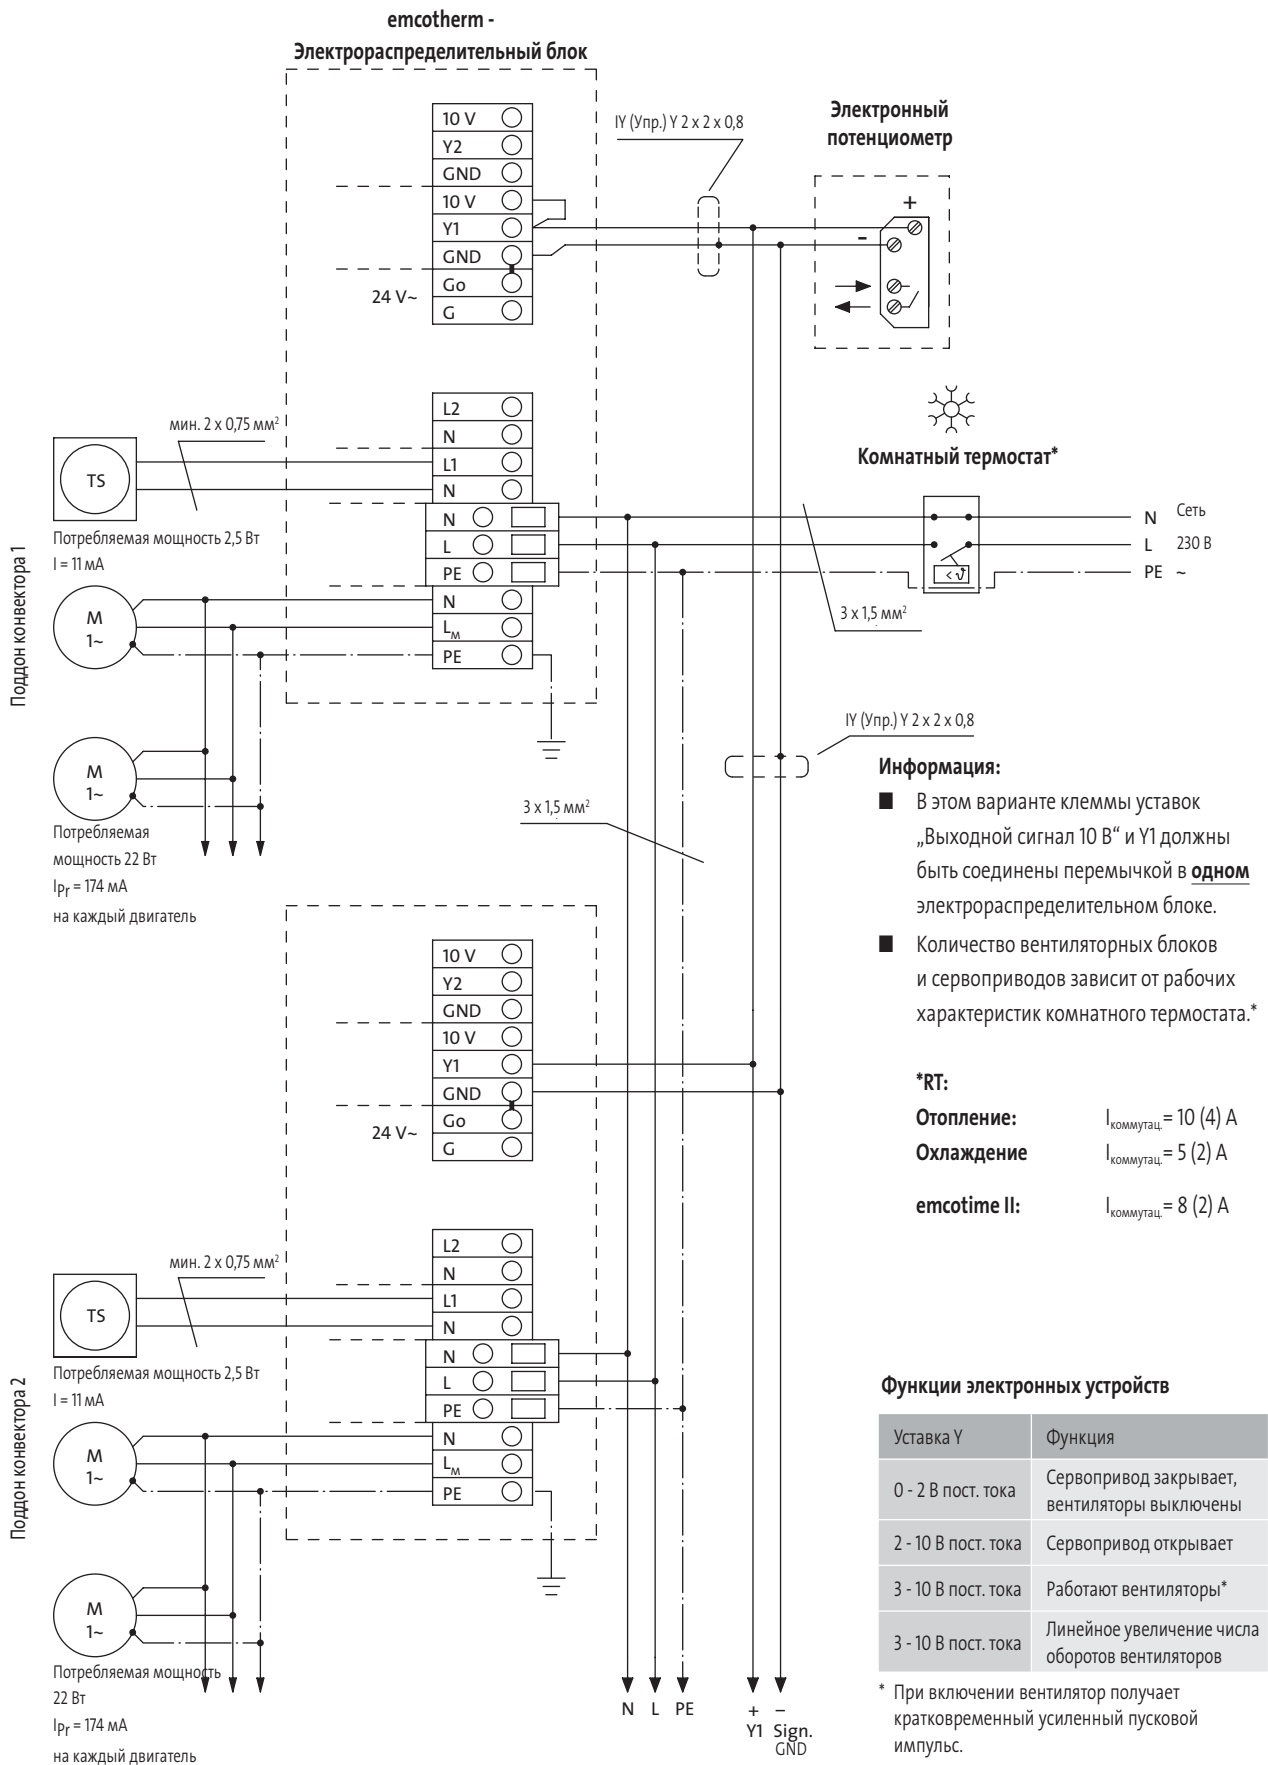 emcotherm -
Электрораспределительный блок
10 V
Y2
GND
10 V
Y1
GND
Go
G
24 V~
IY (Упр.) Y 2 x 2 x 0,8
Электронный
потенциометр
+
-
L2
N
L1
N
N
L
PE
N
LM
PE
мин. 2 x 0,75 мм²
TS
Потребляемая мощность 2,5 Вт
I = 11 мА
M
1~
M
1~
Потребляемая
мощность 22 Вт
IPr = 174 мА
на каждый двигатель
Поддон конвектора 1
Комнатный термостат*
< ϑ
N Сеть
L 230 В
PE ~
3 x 1,5 мм²
IY (Упр.) Y 2 x 2 x 0,8
3 x 1,5 мм²
Информация:
■ В этом варианте клеммы уставок
„Выходной сигнал 10 В“ и Y1 должны
быть соединены перемычкой в одном
электрораспределительном блоке.
■ Количество вентиляторных блоков
и сервоприводов зависит от рабочих
характеристик комнатного термостата.*
*RT:
Отопление: Iкоммутац.= 10 (4) A
Охлаждение Iкоммутац.= 5 (2) A
emcotime II: Iкоммутац.= 8 (2) A
10 V
Y2
GND
10 V
Y1
GND
Go
G
24 V~
L2
N
L1
N
N
L
PE
N
LM
PE
мин. 2 x 0,75 мм²
TS
Потребляемая мощность 2,5 Вт
I = 11 мА
M
1~
M
1~
Потребляемая мощность
22 Вт
IPr = 174 мА
на каждый двигатель
Поддон конвектора 2
N L PE
+ –
Y1 Sign.
GND
Функции электронных устройств
Уставка Y Функция
0 - 2 В пост. тока Сервопривод закрывает,
вентиляторы выключены
2 - 10 В пост. тока Сервопривод открывает
3 - 10 В пост. тока Работают вентиляторы*
3 - 10 В пост. тока Линейное увеличение числа
оборотов вентиляторов
* При включении вентилятор получает
кратковременный усиленный пусковой
импульс.